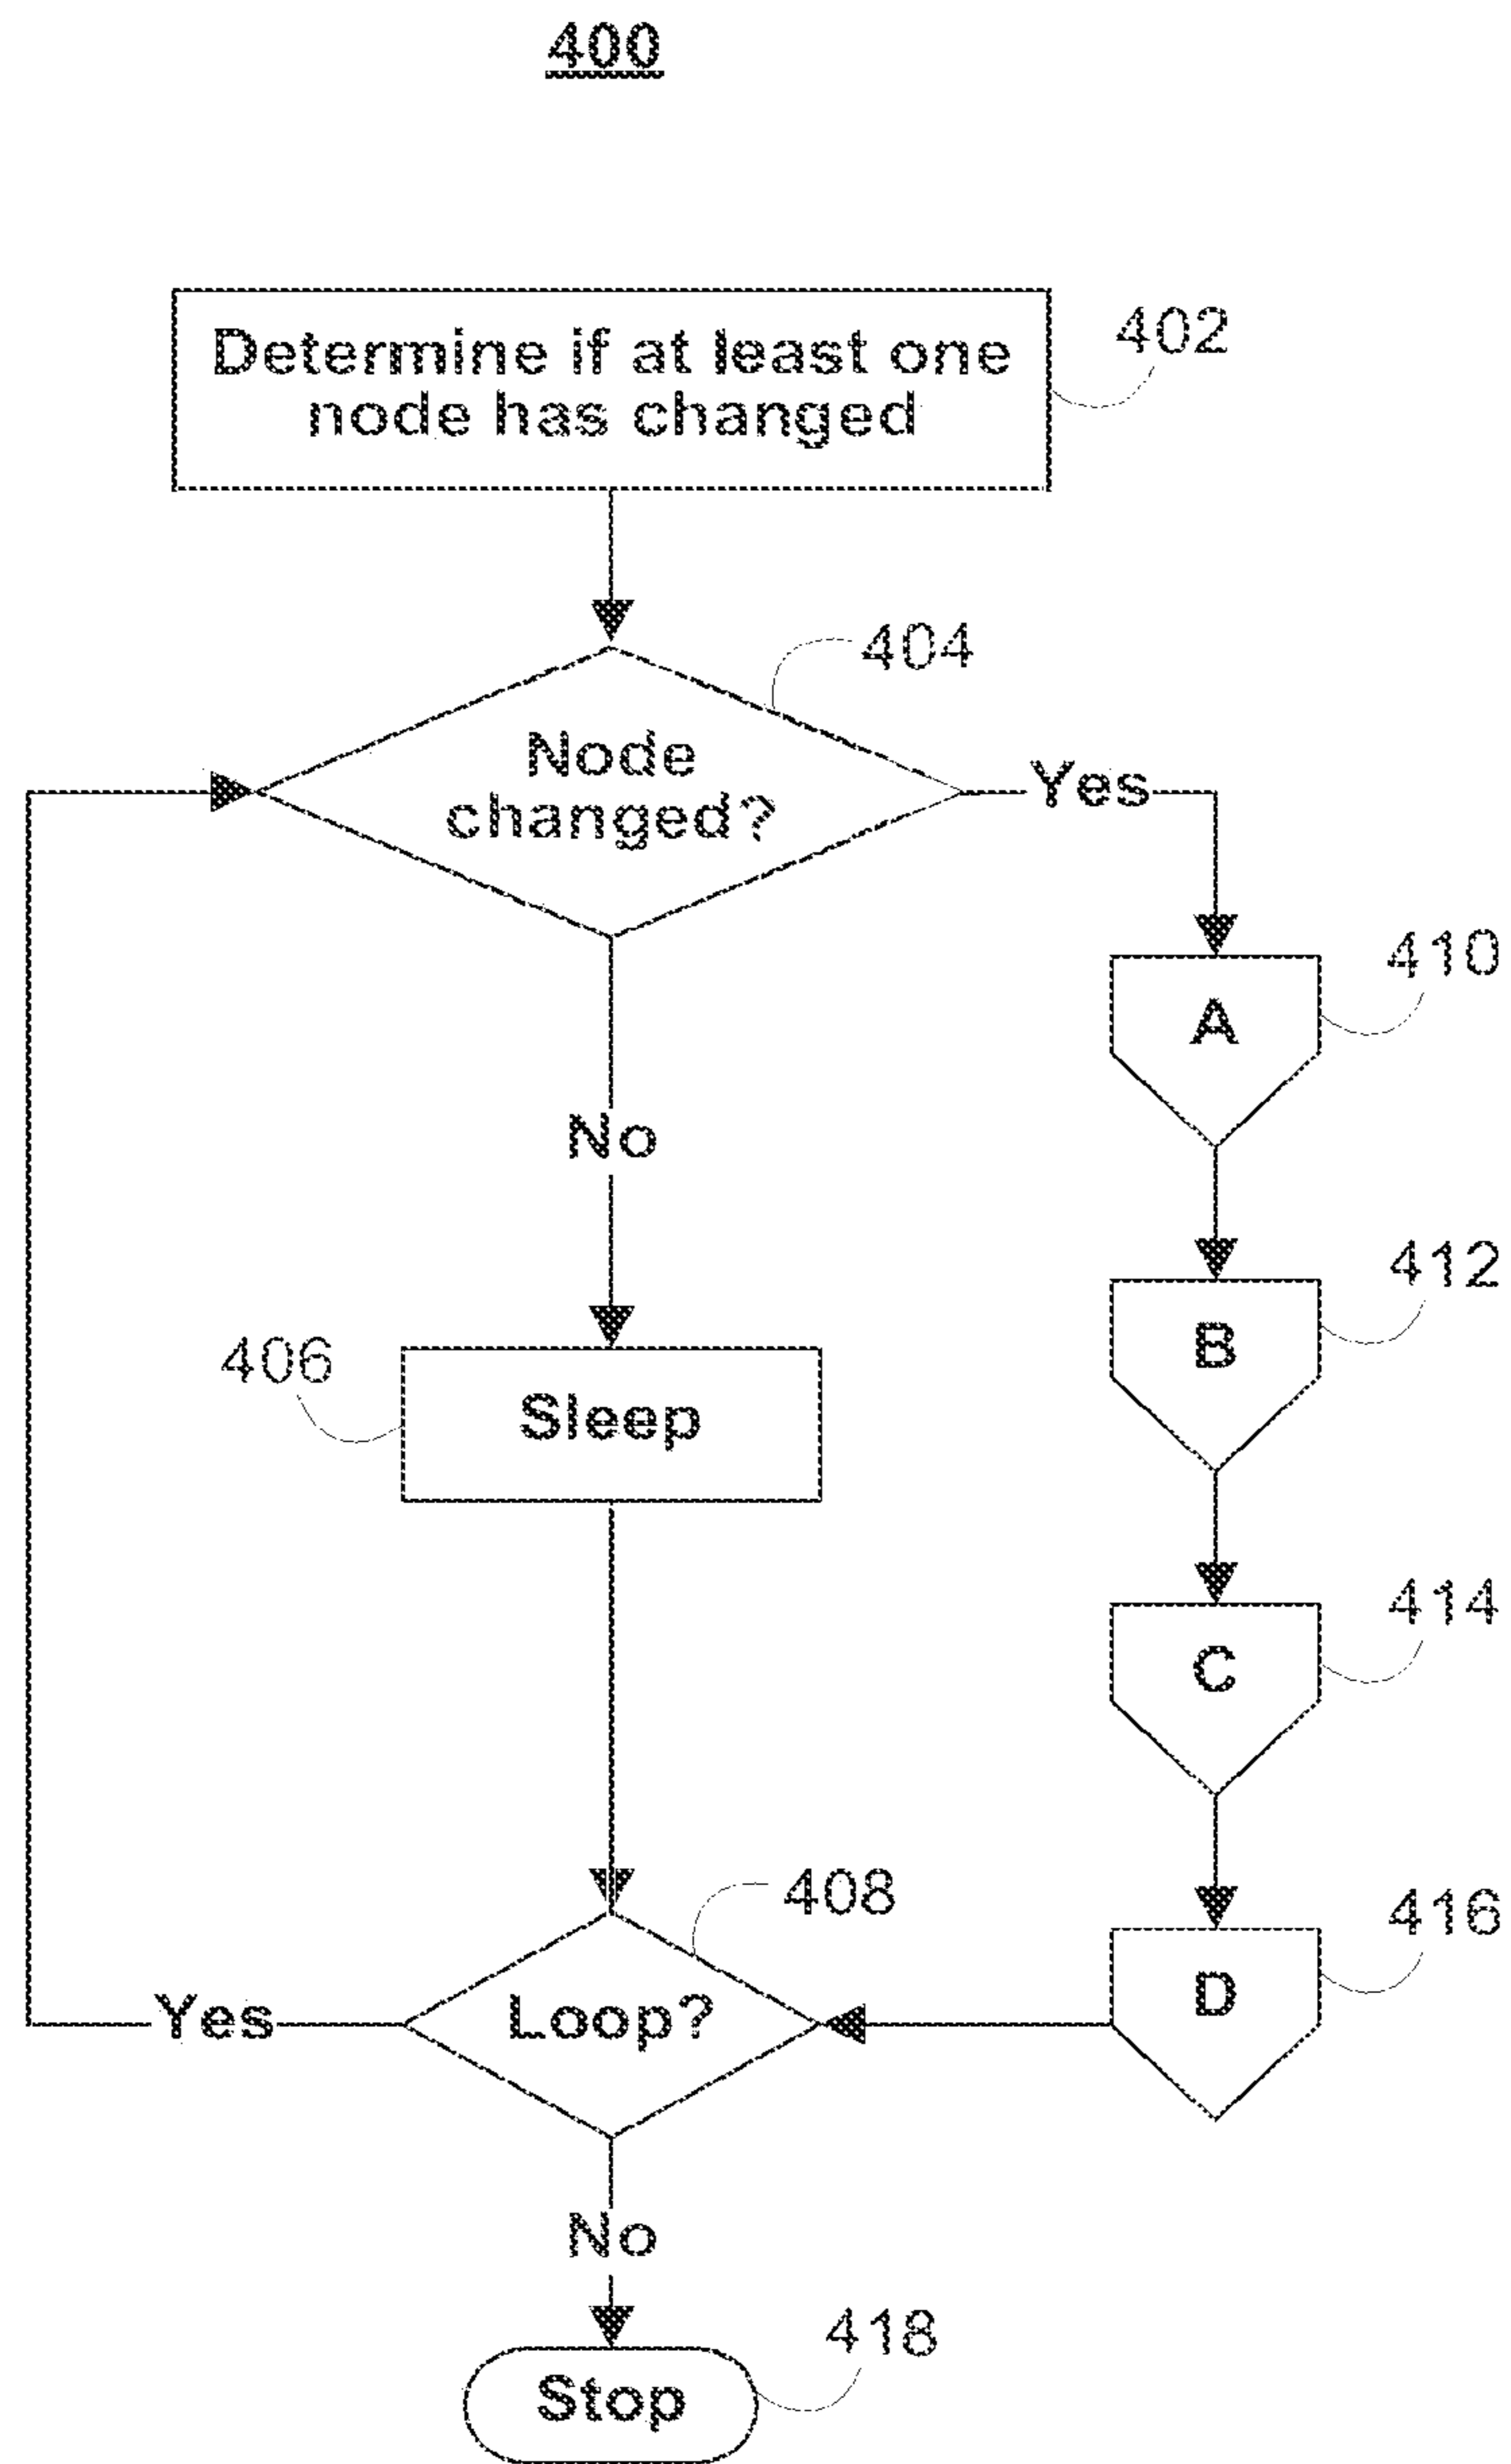 400
Determine if at least one
node has changed
402
404
Node
changed?
Yes
410
A
No
412
B
406
Sleep
414
C
408
416
D
Yes
Loop?
No
418
Stop